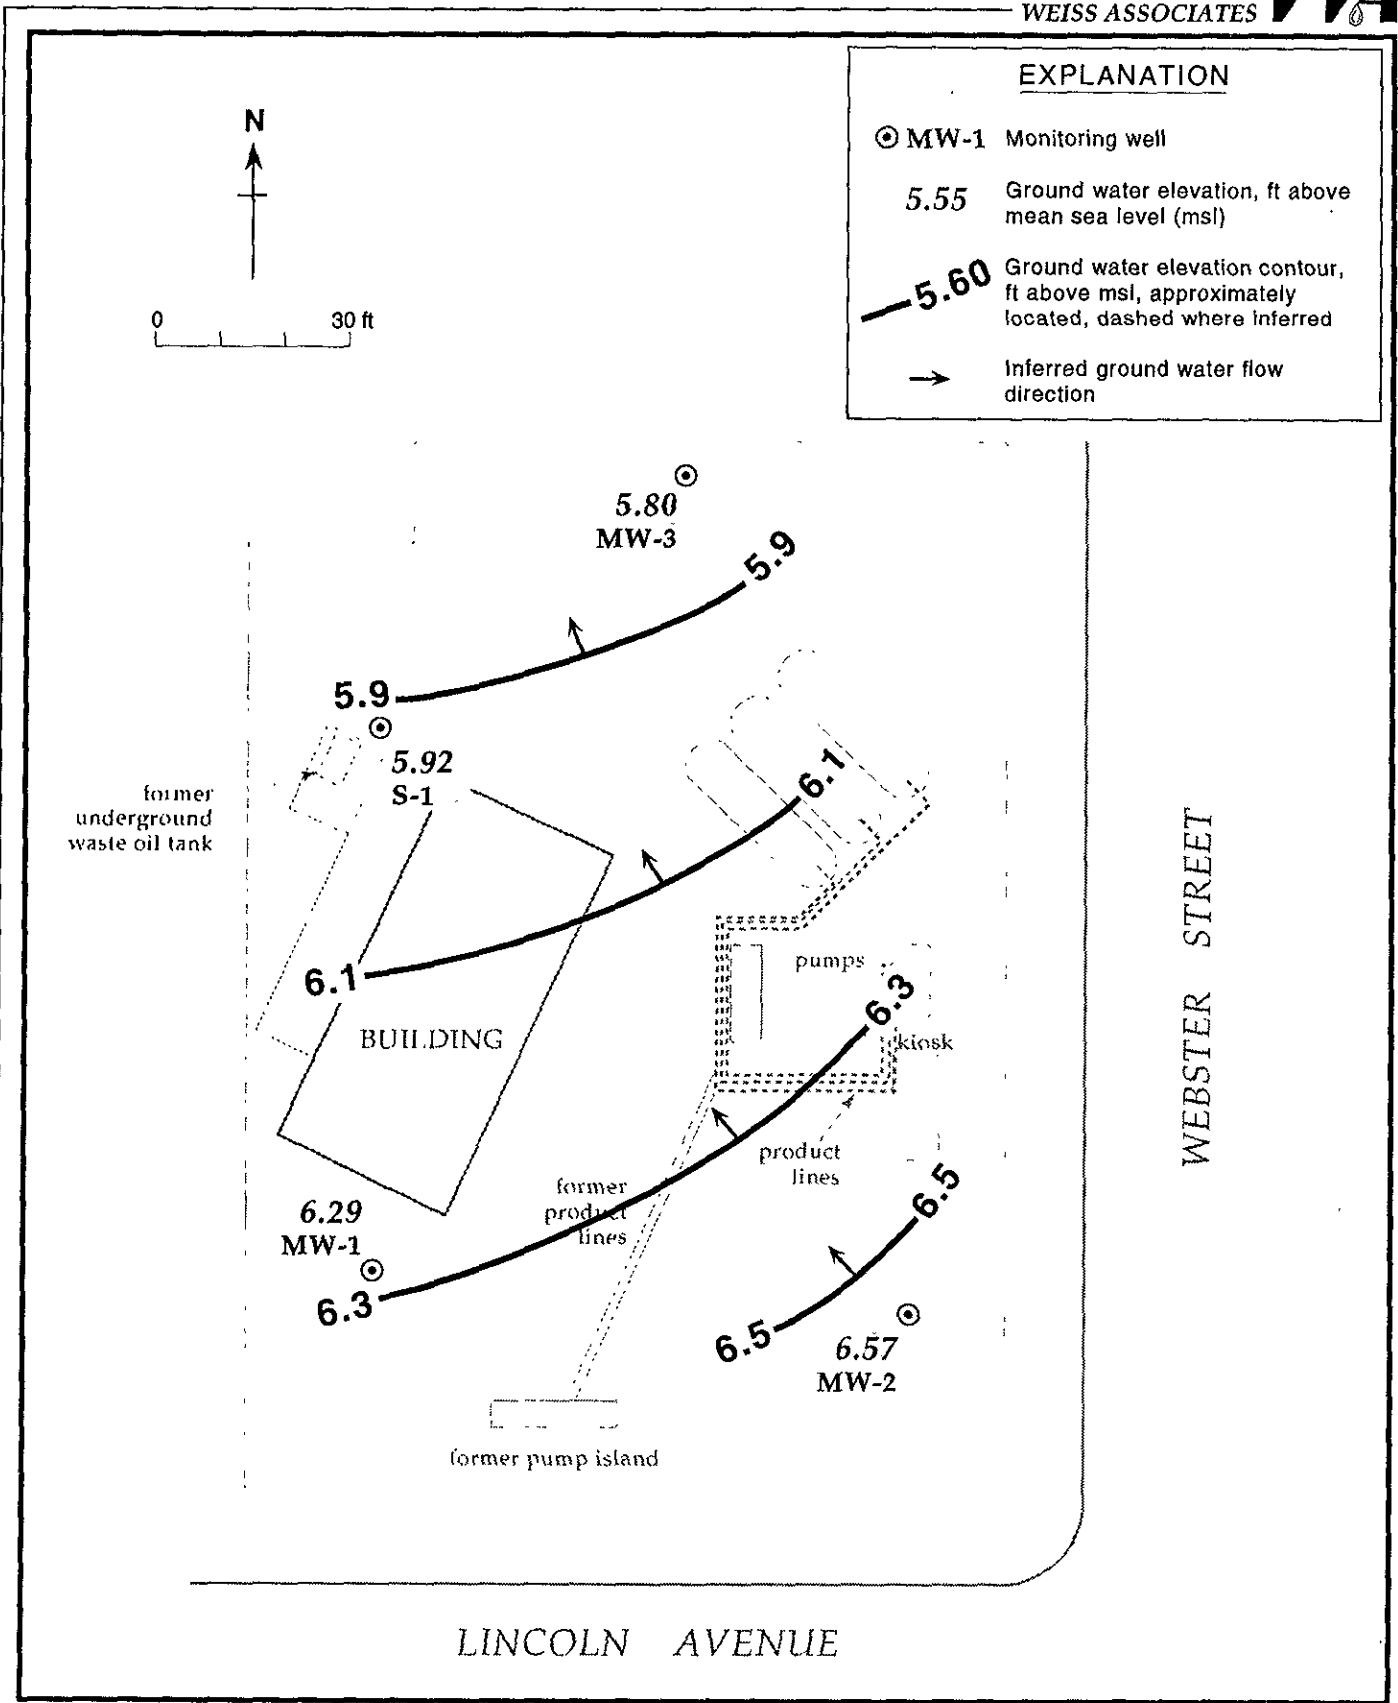 WEISS ASSOCIATES
EXPLANATION
MW-1 Monitoring well
5.55 Ground water elevation, ft above
mean sea level (msl)
5.60 Ground water elevation contour,
ft above msl, approximately
located, dashed where inferred
Inferred ground water flow
direction
N
0 30 ft
5.80
MW-3
5.9
5.9
5.92
S-1
former
underground
waste oil tank
6.1
6.1
pumps
6.3
kiosk
BUILDING
product
lines
former
product
lines
6.29
MW-1
6.3
6.5
6.5
6.57
MW-2
former pump island
WEBSTER STREET
LINCOLN AVENUE